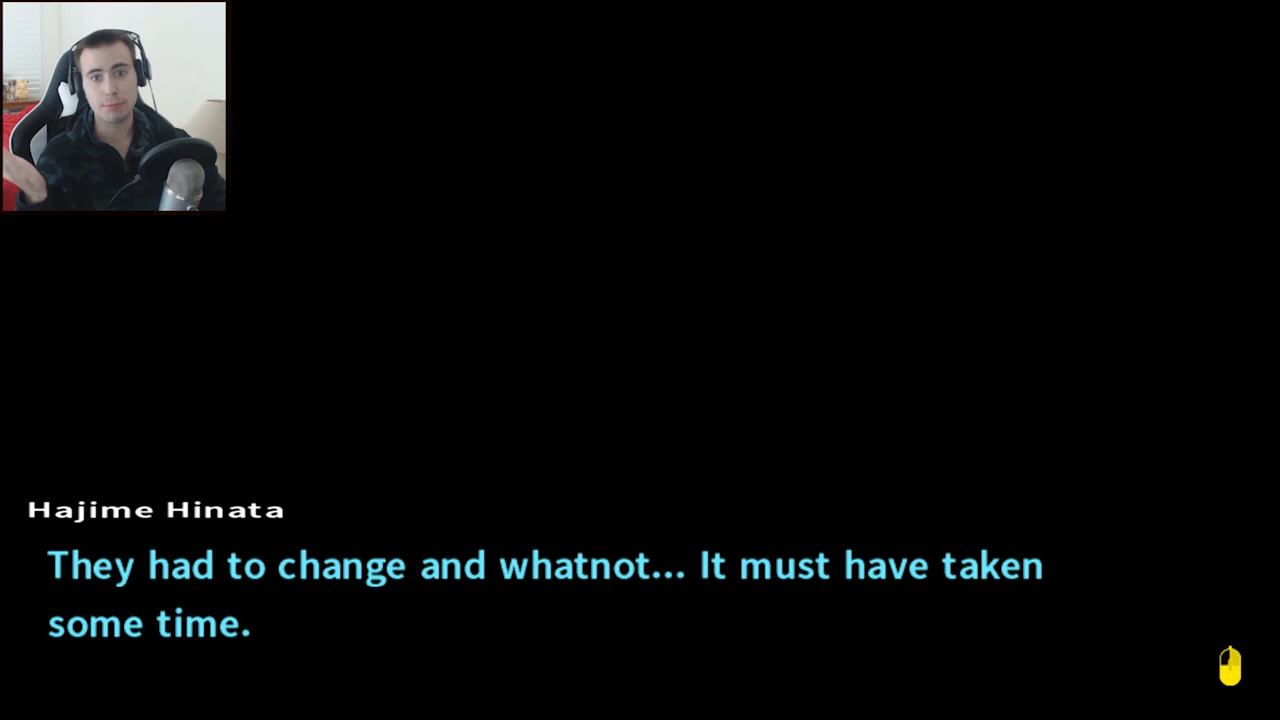 Hajime Hinata
They had to change and whatnot... It must have taken
some time.